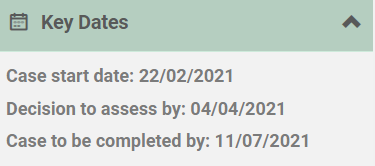 Key Dates
Case start date: 22/02/2021
Decision to assess by: 04/04/2021
Case to be completed by: 11/07/2021